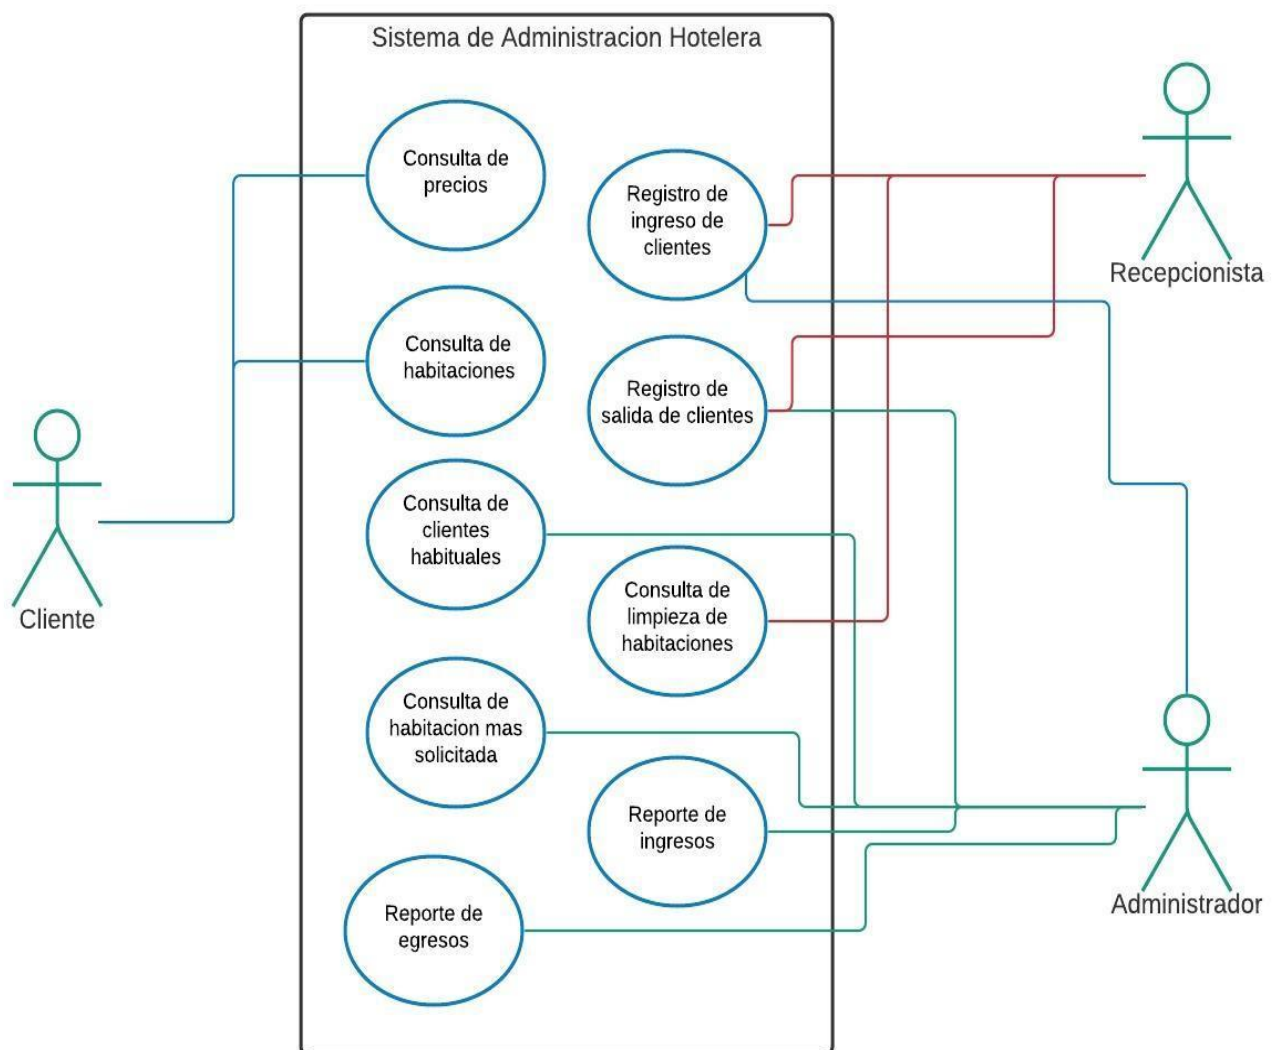 Sistema de Administracion Hotelera
Consulta de
precios
Registro de
ingreso de
clientes
Recepcionista
Consulta de
habitaciones
Registro de
salida de clientes
Consulta de
clientes
habituales
Cliente
Consulta de
limpieza de
habitaciones
Consulta de
habitacion mas
solicitada
Reporte de
ingresos
Administrador
Reporte de
egresos